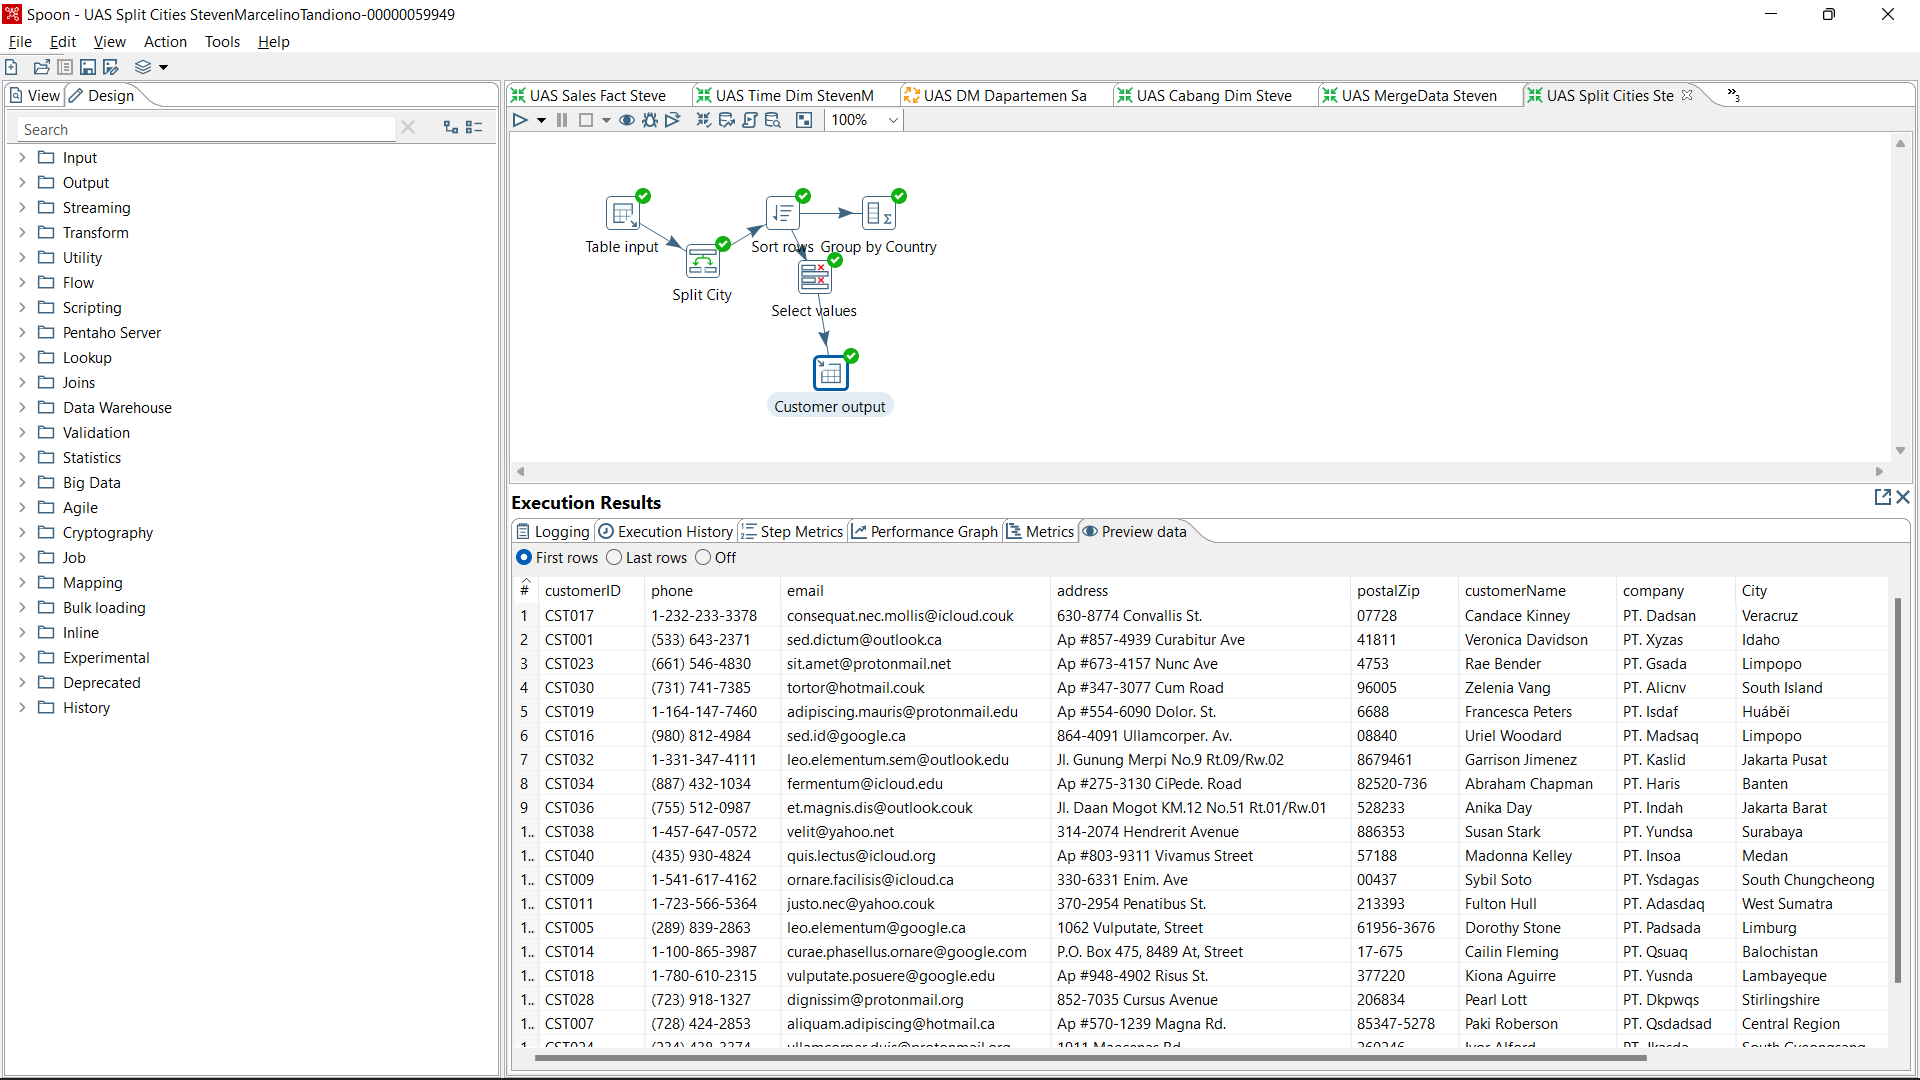 Spoon - UAS Split Cities StevenMarcelinoTandiono-00000059949
File Edit View Action Tools Help
View Design
Search
Input
Output
Streaming
Transform
Utility
Flow
Scripting
Pentaho Server
Lookup
Joins
Data Warehouse
Validation
Statistics
Big Data
Agile
Cryptography
Job
Mapping
Bulk loading
Inline
Experimental
Deprecated
History
UAS Sales Fact Steve UAS Time Dim StevenM UAS DM Dapartemen Sa UAS Cabang Dim Steve UAS MergeData Steven UAS Split Cities Ste »3
100%
Table input
Split City
Sort rows
Group by Country
Select values
Customer output
Execution Results
Logging Execution History Step Metrics Performance Graph Metrics Preview data
First rows Last rows Off
# customerID phone email address postalZip customerName company City
1 CST017 1-232-233-3378 consequat.nec.mollis@icloud.couk 630-8774 Convallis St. 07728 Candace Kinney PT. Dadsan Veracruz
2 CST001 (533) 643-2371 sed.dictum@outlook.ca Ap #857-4939 Curabitur Ave 41811 Veronica Davidson PT. Xyzas Idaho
3 CST023 (661) 546-4830 sit.amet@protonmail.net Ap #673-4157 Nunc Ave 4753 Rae Bender PT. Gsada Limpopo
4 CST030 (731) 741-7385 tortor@hotmail.couk Ap #347-3077 Cum Road 96005 Zelenia Vang PT. Alicnv South Island
5 CST019 1-164-147-7460 adipiscing.mauris@protonmail.edu Ap #554-6090 Dolor. St. 6688 Francesca Peters PT. Isdaf Huáběi
6 CST016 (980) 812-4984 sed.id@google.ca 864-4091 Ullamcorper. Av. 08840 Uriel Woodard PT. Madsaq Limpopo
7 CST032 1-331-347-4111 leo.elementum.sem@outlook.edu Jl. Gunung Merpi No.9 Rt.09/Rw.02 8679461 Garrison Jimenez PT. Kaslid Jakarta Pusat
8 CST034 (887) 432-1034 fermentum@icloud.edu Ap #275-3130 CiPede. Road 82520-736 Abraham Chapman PT. Haris Banten
9 CST036 (755) 512-0987 et.magnis.dis@outlook.couk Jl. Daan Mogot KM.12 No.51 Rt.01/Rw.01 528233 Anika Day PT. Indah Jakarta Barat
1.. CST038 1-457-647-0572 velit@yahoo.net 314-2074 Hendrerit Avenue 886353 Susan Stark PT. Yundsa Surabaya
1.. CST040 (435) 930-4824 quis.lectus@icloud.org Ap #803-9311 Vivamus Street 57188 Madonna Kelley PT. Insoa Medan
1.. CST009 1-541-617-4162 ornare.facilisis@icloud.ca 330-6331 Enim. Ave 00437 Sybil Soto PT. Ysdagas South Chungcheong
1.. CST011 1-723-566-5364 justo.nec@yahoo.couk 370-2954 Penatibus St. 213393 Fulton Hull PT. Adasdaq West Sumatra
1.. CST005 (289) 839-2863 leo.elementum@google.ca 1062 Vulputate, Street 61956-3676 Dorothy Stone PT. Padsada Limburg
1.. CST014 1-100-865-3987 curae.phasellus.ornare@google.com P.O. Box 475, 8489 At, Street 17-675 Cailin Fleming PT. Qsuaq Balochistan
1.. CST018 1-780-610-2315 vulputate.posuere@google.edu Ap #948-4902 Risus St. 377220 Kiona Aguirre PT. Yusnda Lambayeque
1.. CST028 (723) 918-1327 dignissim@protonmail.org 852-7035 Cursus Avenue 206834 Pearl Lott PT. Dkpwqs Stirlingshire
1.. CST007 (728) 424-2853 aliquam.adipiscing@hotmail.ca Ap #570-1239 Magna Rd. 85347-5278 Paki Roberson PT. Qsdadsad Central Region